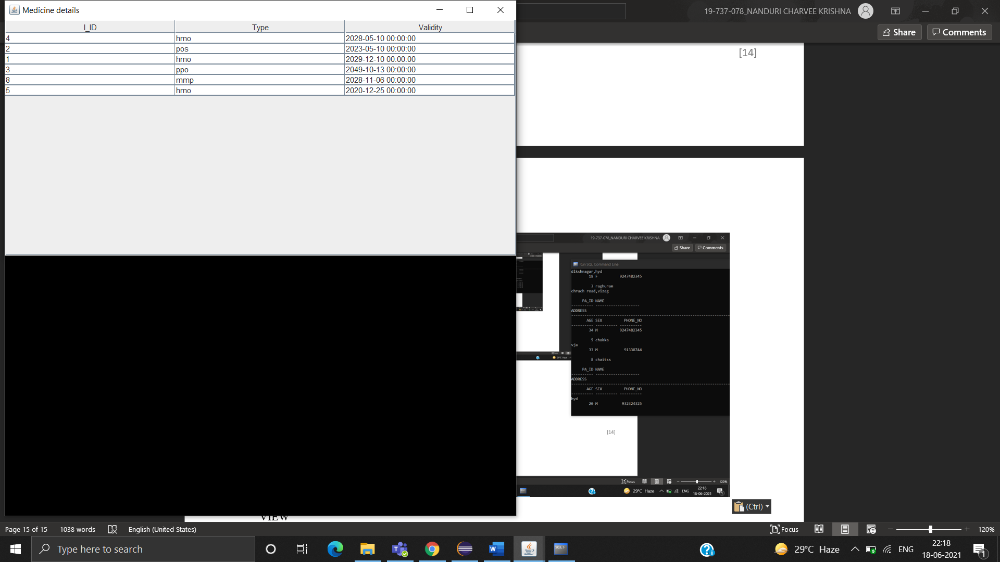 Medicine details
I_ID Type Validity
4 hmo 2028-05-10 00:00:00
2 pos 2023-05-10 00:00:00
1 hmo 2029-12-10 00:00:00
3 ppo 2049-10-13 00:00:00
8 mmp 2028-11-06 00:00:00
5 hmo 2020-12-25 00:00:00
19-737-078_NANDURI CHARVEE KRISHNA
Share Comments
[14]
19-737-078_NANDURI CHARVEE KRISHNA
Share Comments
Run SQL Command Line
dlkshnagar,hyd
18 F 9247482345
3 raghuram
chruch road,vizag
PA_ID NAME
ADDRESS
AGE SEX PHONE_NO
34 M 9247482345
5 chakka
vja
33 M 91338744
8 chaitss
PA_ID NAME
ADDRESS
AGE SEX PHONE_NO
hyd
20 M 932324325
[14]
Focus 120%
29°C Haze ENG 22:18
18-06-2021
(Ctrl)
VIEW
Page 15 of 15 1038 words English (United States) Focus 120%
Type here to search 29°C Haze ENG 22:18
18-06-2021 1